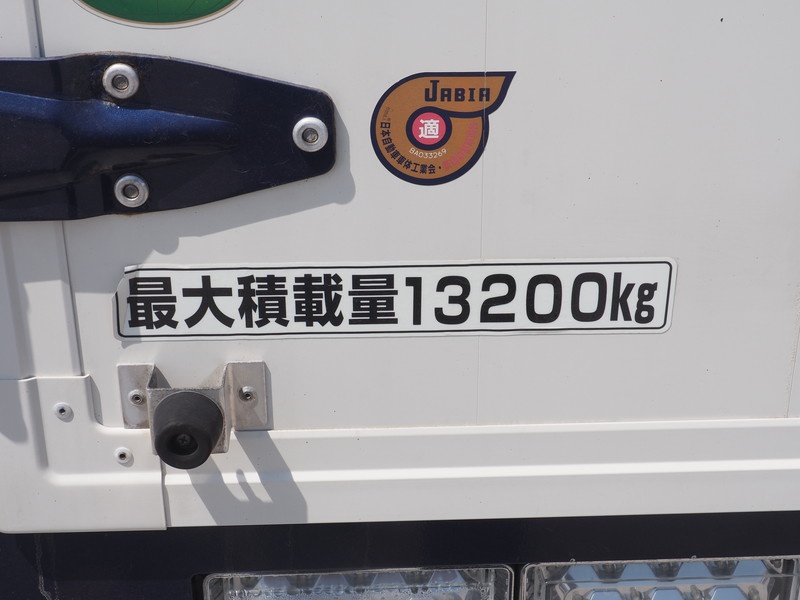 JABIA
適
B4033269
日本自動車車体工業会
最大積載量13200kg